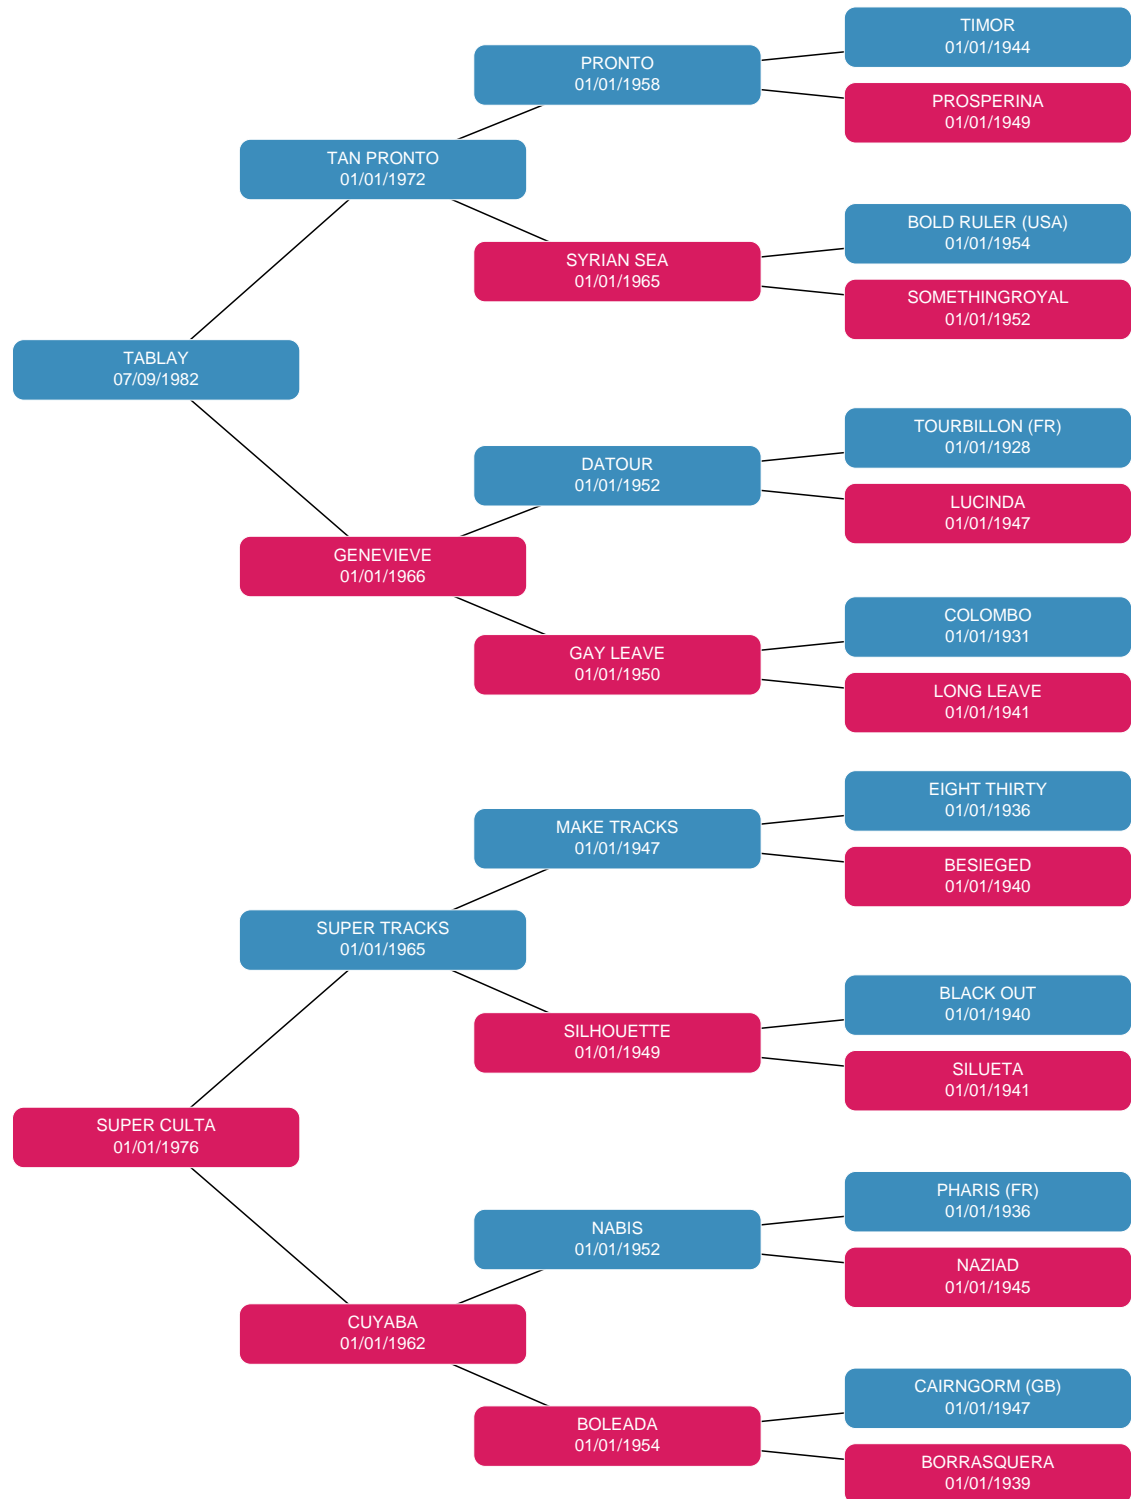 TIMOR
01/01/1944
PRONTO
01/01/1958
PROSPERINA
01/01/1949
TAN PRONTO
01/01/1972
BOLD RULER (USA)
01/01/1954
SYRIAN SEA
01/01/1965
SOMETHINGROYAL
01/01/1952
TABLAY
07/09/1982
TOURBILLON (FR)
01/01/1928
DATOUR
01/01/1952
LUCINDA
01/01/1947
GENEVIEVE
01/01/1966
COLOMBO
01/01/1931
GAY LEAVE
01/01/1950
LONG LEAVE
01/01/1941
EIGHT THIRTY
01/01/1936
MAKE TRACKS
01/01/1947
BESIEGED
01/01/1940
SUPER TRACKS
01/01/1965
BLACK OUT
01/01/1940
SILHOUETTE
01/01/1949
SILUETA
01/01/1941
SUPER CULTA
01/01/1976
PHARIS (FR)
01/01/1936
NABIS
01/01/1952
NAZIAD
01/01/1945
CUYABA
01/01/1962
CAIRNGORM (GB)
01/01/1947
BOLEADA
01/01/1954
BORRASQUERA
01/01/1939